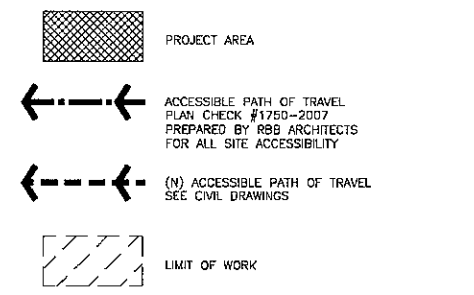 PROJECT AREA
ACCESSIBLE PATH OF TRAVEL
PLAN CHECK #1750-2007
PREPARED BY RBB ARCHITECTS
FOR ALL SITE ACCESSIBILITY
(N) ACCESSIBLE PATH OF TRAVEL
SEE CIVIL DRAWINGS
LIMIT OF WORK